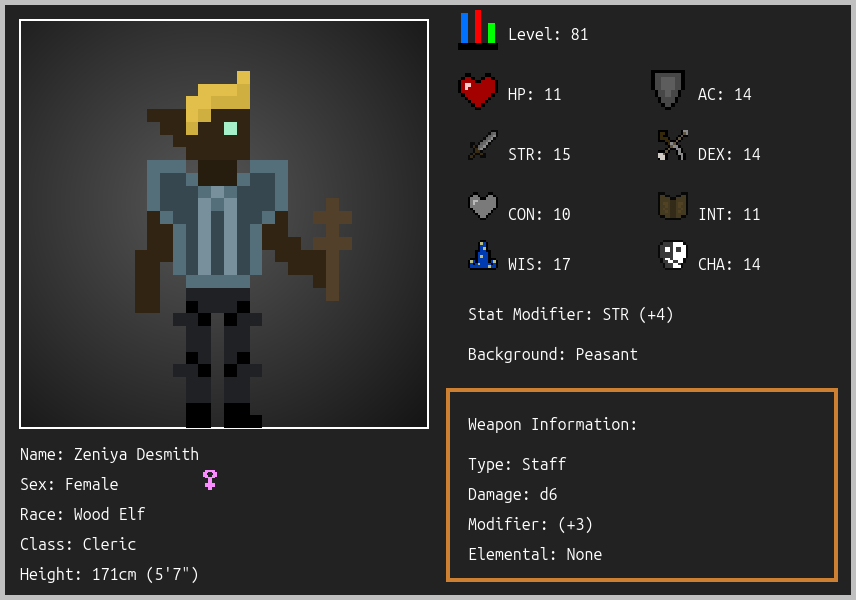 Level: 81
HP: 11
AC: 14
STR: 15
DEX: 14
CON: 10
INT: 11
WIS: 17
CHA: 14
Stat Modifier: STR (+4)
Background: Peasant
Weapon Information:
Type: Staff
Damage: d6
Modifier: (+3)
Elemental: None
Name: Zeniya Desmith
Sex: Female
Race: Wood Elf
Class: Cleric
Height: 171cm (5'7")